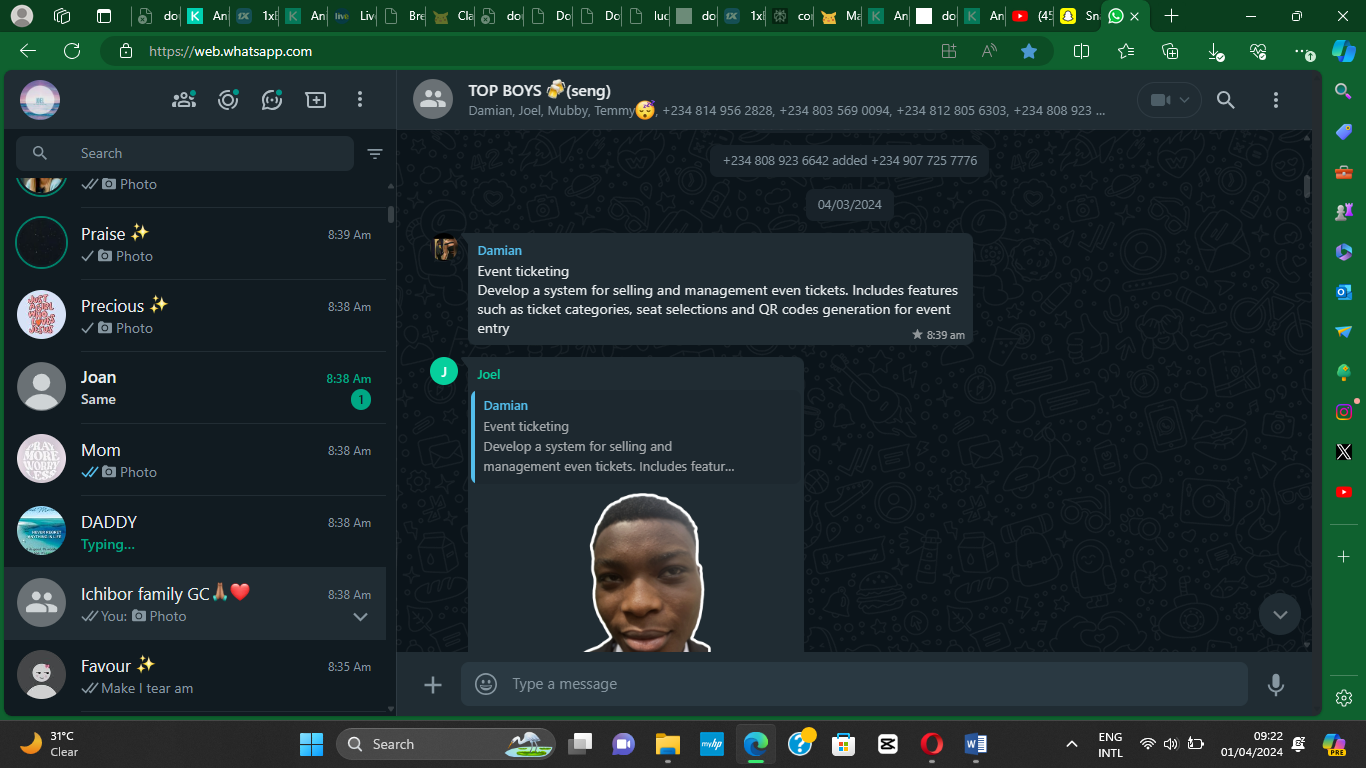 do
An
1xl
An
Liv
Bre
Cla
do
Do
Do
luc
do
1xl
co
Ma
An
do
An
(45
Sn
https://web.whatsapp.com
Search
Photo
Praise ✨
8:39 AM
Photo
Precious ✨
8:38 AM
Photo
Joan
8:38 AM
Same
1
Mom
8:38 AM
Photo
DADDY
8:38 AM
Typing...
Ichibor family GC🙏🏾❤️
8:38 AM
You: Photo
Favour ✨
8:35 AM
Make I tear am
TOP BOYS 🍻(seng)
Damian, Joel, Mubby, Temmy😴, +234 814 956 2828, +234 803 569 0094, +234 812 805 6303, +234 808 923 ...
+234 808 923 6642 added +234 907 725 7776
04/03/2024
Damian
Event ticketing
Develop a system for selling and management even tickets. Includes features
such as ticket categories, seat selections and QR codes generation for event
entry
8:39 am
J
Joel
Damian
Event ticketing
Develop a system for selling and
management even tickets. Includes featur...
Type a message
31°C
Clear
Search
myhp
ENG
INTL
09:22
01/04/2024
PRE